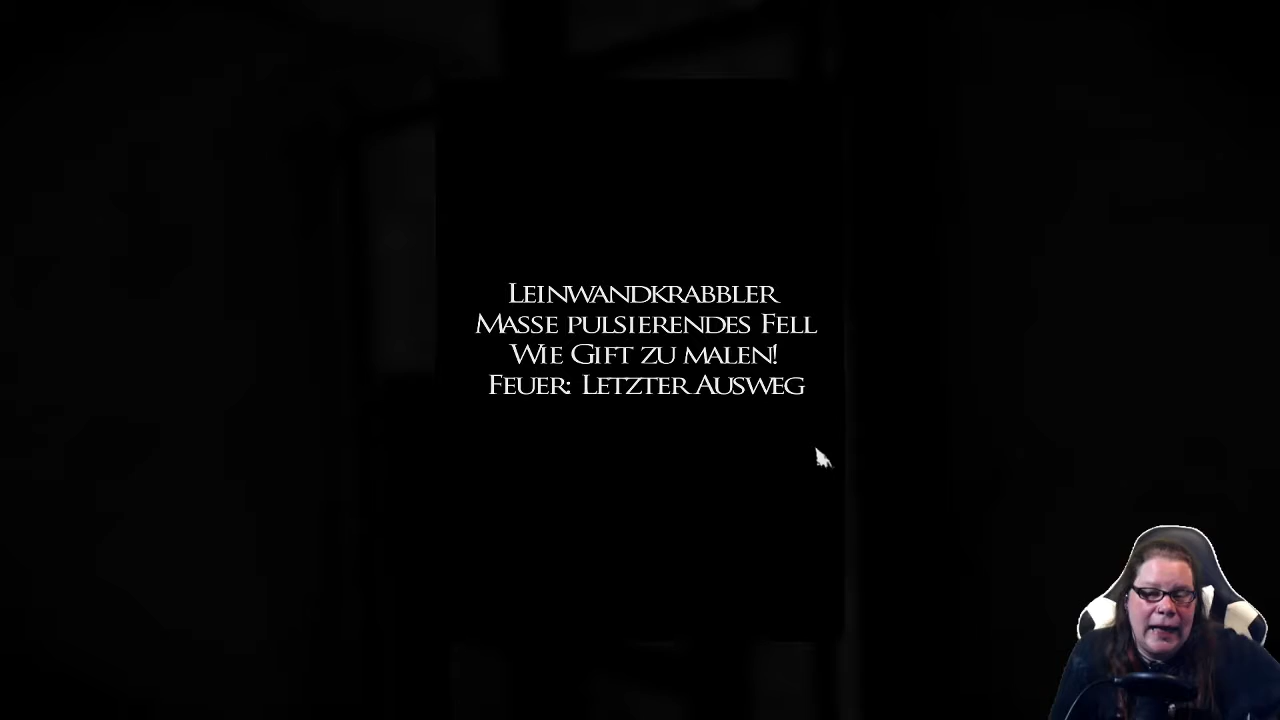 Leinwandkrabbler
Masse pulsierendes Fell
Wie Gift zu malen!
Feuer: Letzter Ausweg